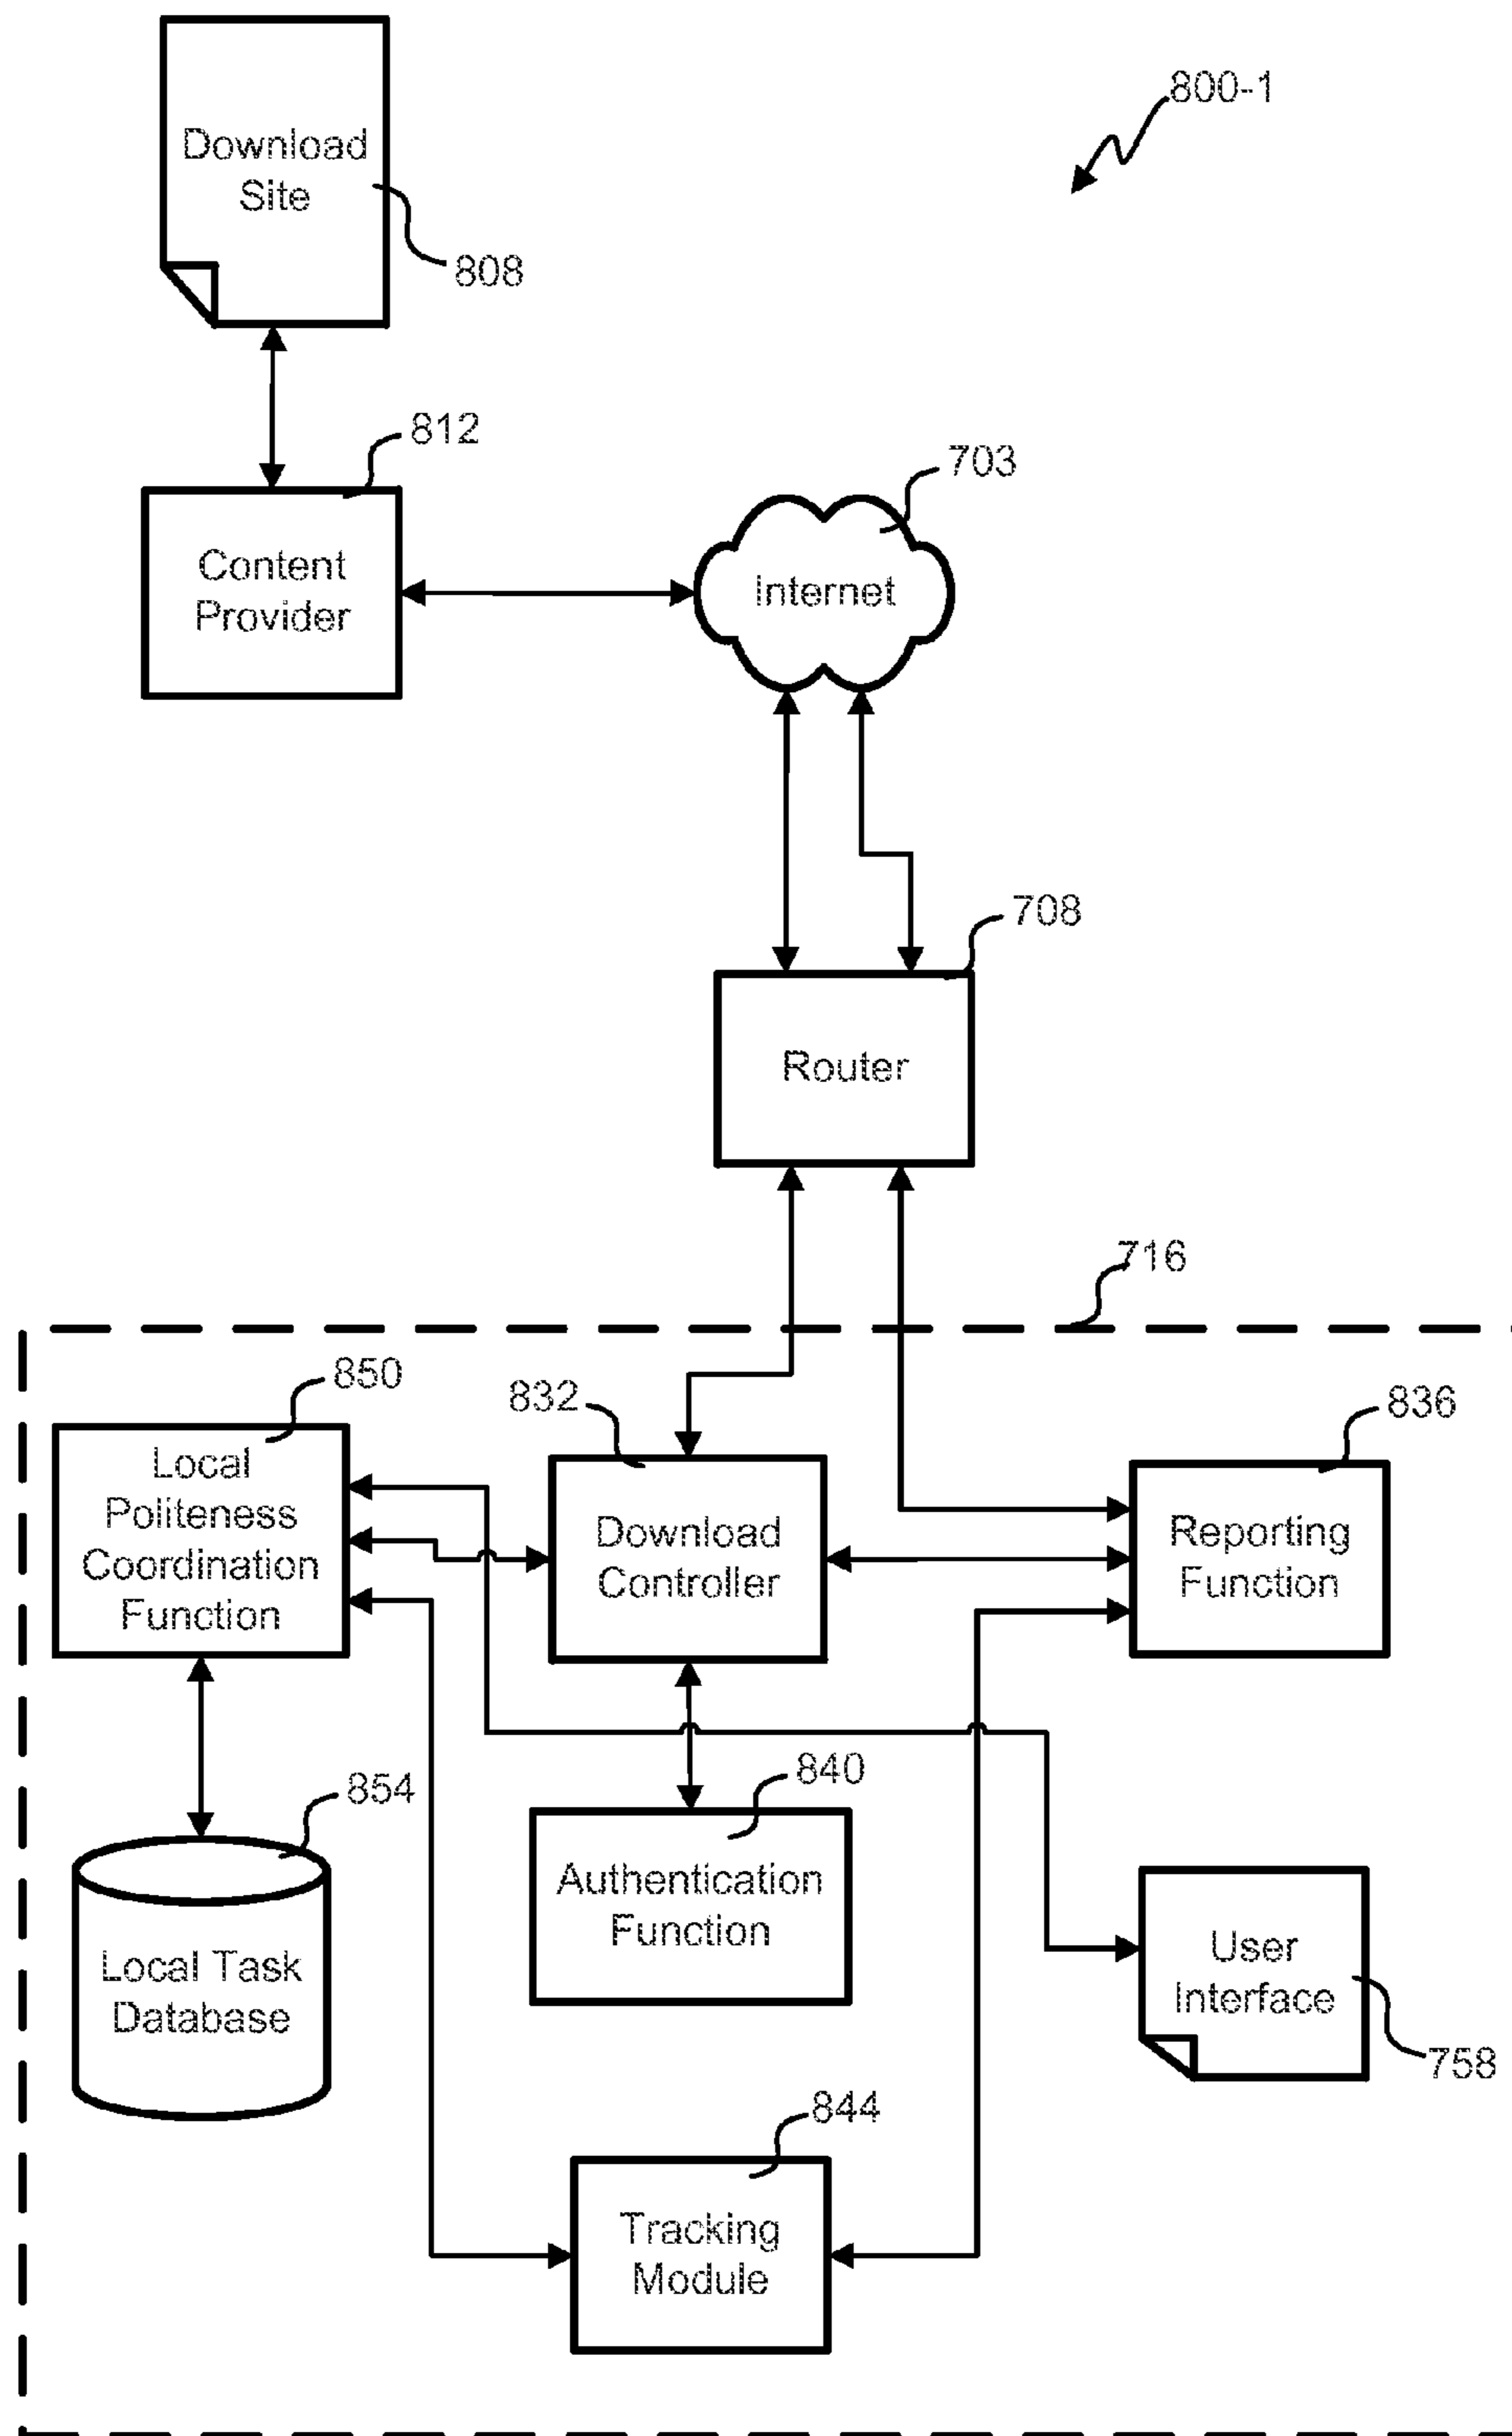 800-1
Download
Site
808
812
Content
Provider
703
Internet
708
Router
716
850
Local
Politeness
Coordination
Function
832
Download
Controller
836
Reporting
Function
854
Local Task
Database
840
Authentication
Function
User
Interface
758
844
Tracking
Module